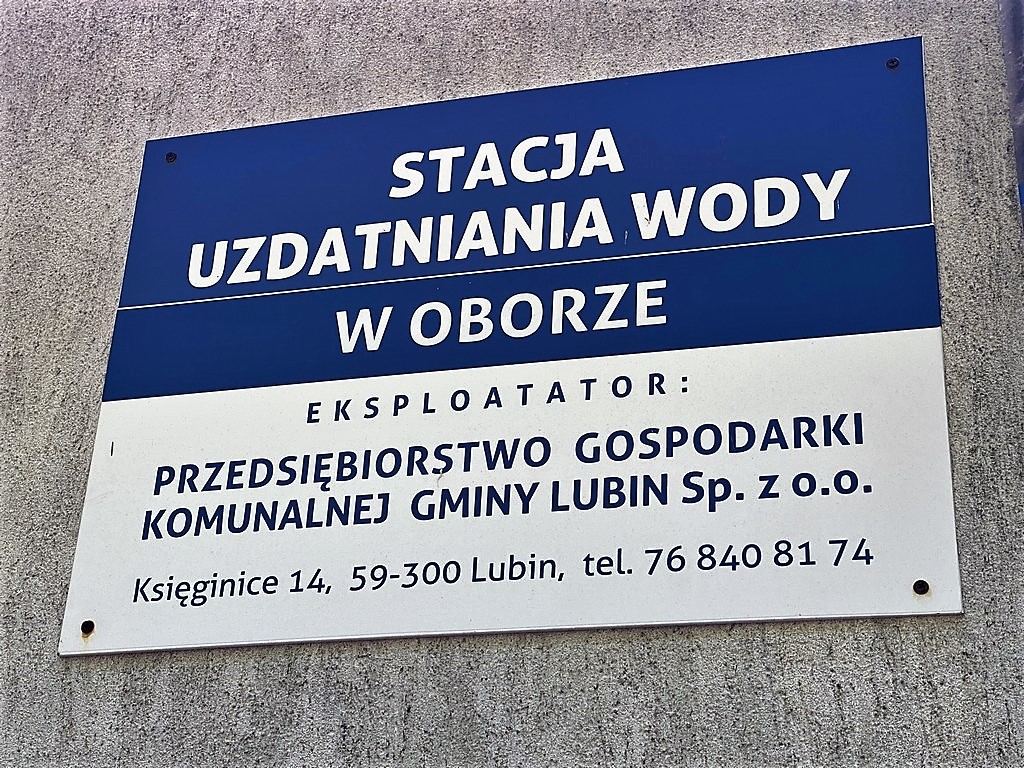 STACJA
UZDATNIANIA WODY
W OBORZE
EKSPLOATATOR:
PRZEDSIĘBIORSTWO GOSPODARKI
KOMUNALNEJ GMINY LUBIN Sp. z o.o.
Księginice 14, 59-300 Lubin, tel. 76 840 81 74